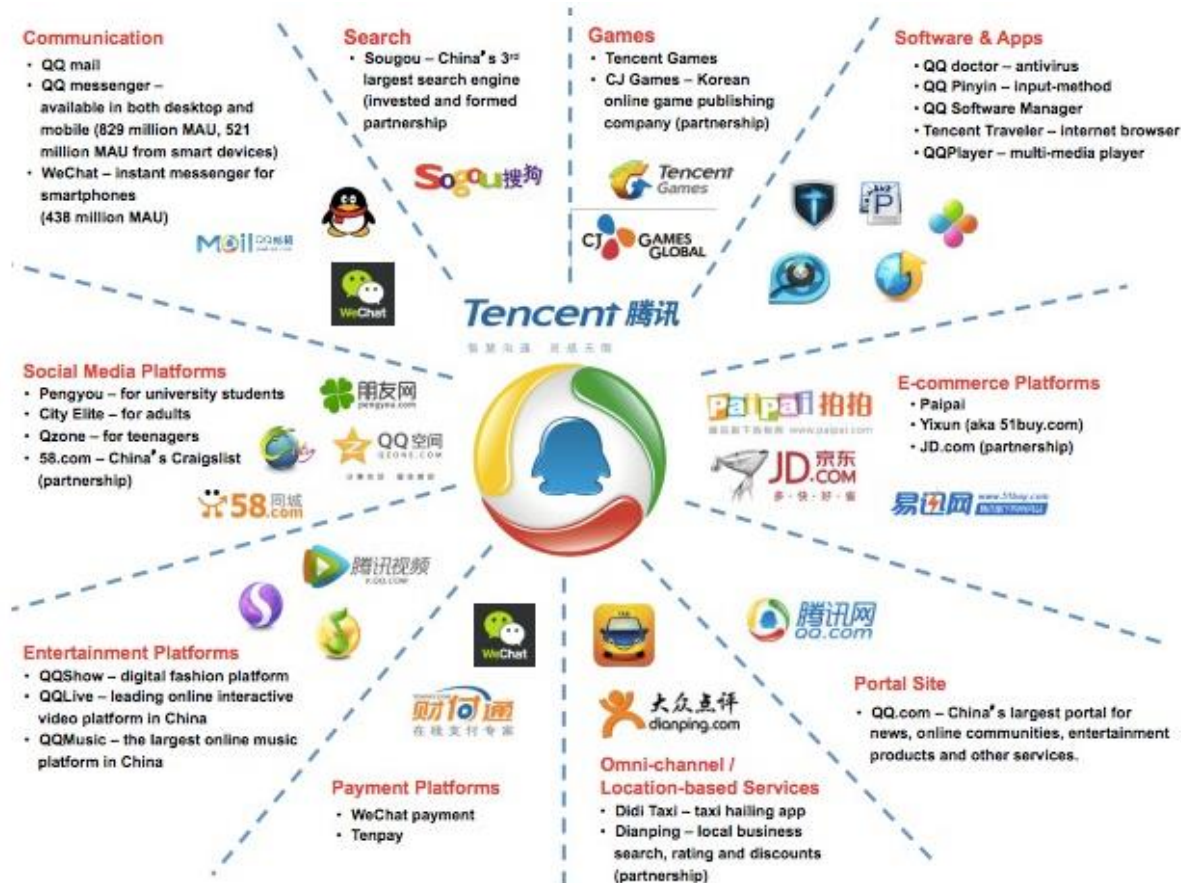 Communication
• QQ mail
• QQ messenger –
available in both desktop and
mobile (829 million MAU, 521
million MAU from smart devices)
• WeChat – instant messenger for
smartphones
(438 million MAU)
Mail QQ邮箱
WeChat
Search
• Sougou – China's 3rd
largest search engine
(invested and formed
partnership
Sogou搜狗
Games
• Tencent Games
• CJ Games – Korean
online game publishing
company (partnership)
Tencent
Games
CJ GAMES
GLOBAL
Software & Apps
• QQ doctor – antivirus
• QQ Pinyin – input-method
• QQ Software Manager
• Tencent Traveler – internet browser
• QQPlayer – multi-media player
P
Tencent 腾讯
Social Media Platforms
• Pengyou – for university students
• City Elite – for adults
• Qzone – for teenagers
• 58.com – China's Craigslist
(partnership)
朋友网
pengyou.com
City
QQ空间
QZONE.COM
58同城
.com
PaiPai 拍拍
www.paipai.com
JD京东
.COM
多·快·好·省
E-commerce Platforms
• Paipai
• Yixun (aka 51buy.com)
• JD.com (partnership)
易迅网 www.51buy.com
腾讯视频
V.QQ.COM
Entertainment Platforms
• QQShow – digital fashion platform
• QQLive – leading online interactive
video platform in China
• QQMusic – the largest online music
platform in China
WeChat
财付通
在线支付专家
Payment Platforms
• WeChat payment
• Tenpay
TAXI
大众点评
dianping.com
Omni-channel /
Location-based Services
• Didi Taxi – taxi hailing app
• Dianping – local business
search, rating and discounts
(partnership)
腾讯网
QQ.com
Portal Site
• QQ.com – China's largest portal for
news, online communities, entertainment
products and other services.